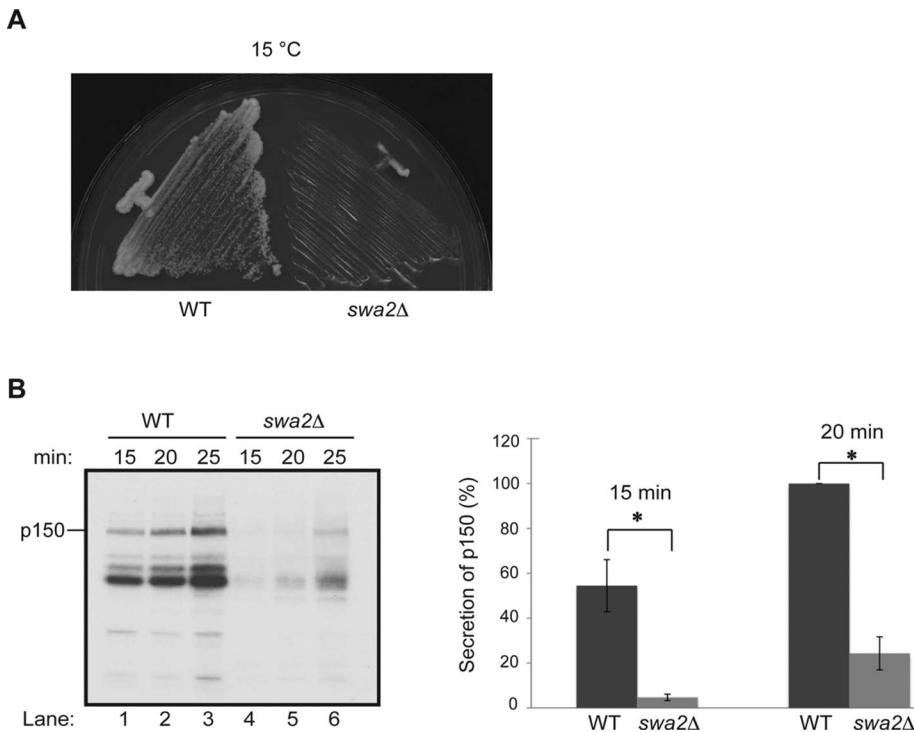 A
15 °C
WT swa2Δ
B
WT swa2Δ
min: 15 20 25 15 20 25
p150
Lane: 1 2 3 4 5 6
Secretion of p150 (%)
120
100
80
60
40
20
0
15 min
*
20 min
*
WT swa2Δ WT swa2Δ